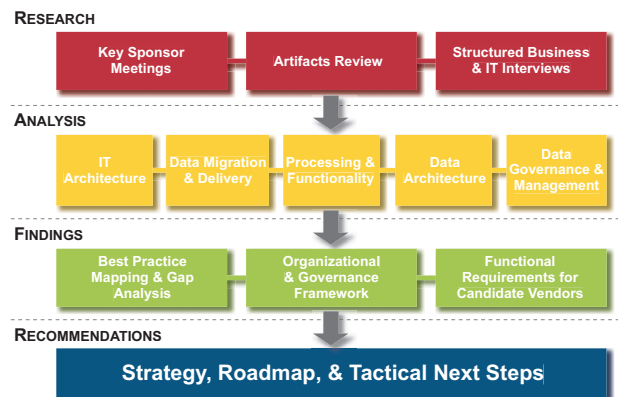 RESEARCH
Key Sponsor
Meetings
Artifacts Review
Structured Business
& IT Interviews
ANALYSIS
IT
Architecture
Data Migration
& Delivery
Processing &
Functionality
Data
Architecture
Data
Governance &
Management
FINDINGS
Best Practice
Mapping & Gap
Analysis
Organizational
& Governance
Framework
Functional
Requirements for
Candidate Vendors
RECOMMENDATIONS
Strategy, Roadmap, & Tactical Next Steps